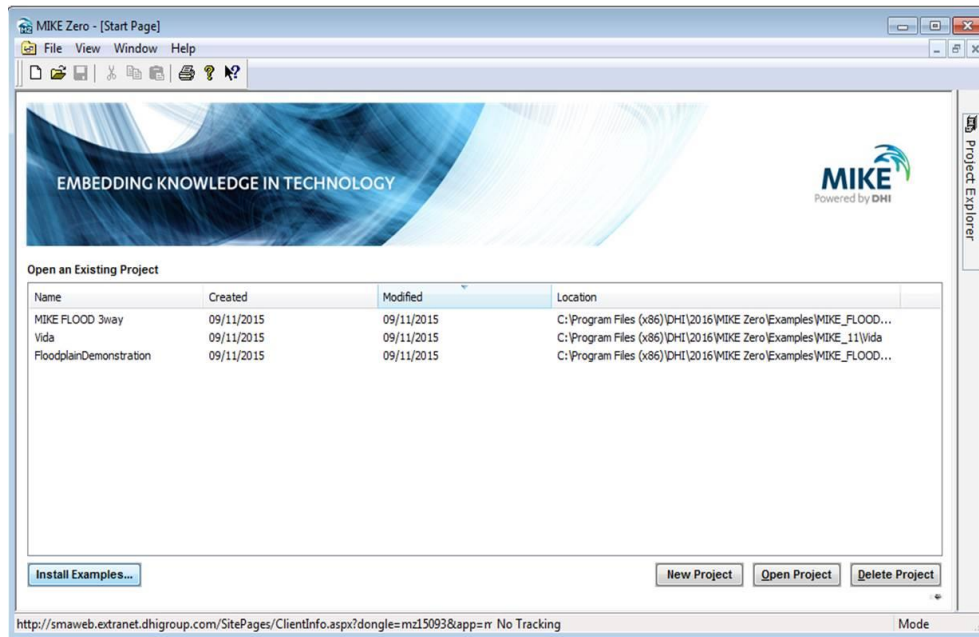 MIKE Zero - [Start Page]
File View Window Help
EMBEDDING KNOWLEDGE IN TECHNOLOGY
MIKE
Powered by DHI
Project Explorer
Open an Existing Project
Name Created Modified Location
MIKE FLOOD 3way 09/11/2015 09/11/2015 C:\Program Files (x86)\DHI\2016\MIKE Zero\Examples\MIKE_FLOOD...
Vida 09/11/2015 09/11/2015 C:\Program Files (x86)\DHI\2016\MIKE Zero\Examples\MIKE_11\Vida
FloodplainDemonstration 09/11/2015 09/11/2015 C:\Program Files (x86)\DHI\2016\MIKE Zero\Examples\MIKE_FLOOD...
Install Examples... New Project Open Project Delete Project
http://smaweb.extranet.dhigroup.com/SitePages/ClientInfo.aspx?dongle=mz15093&app=r No Tracking Mode